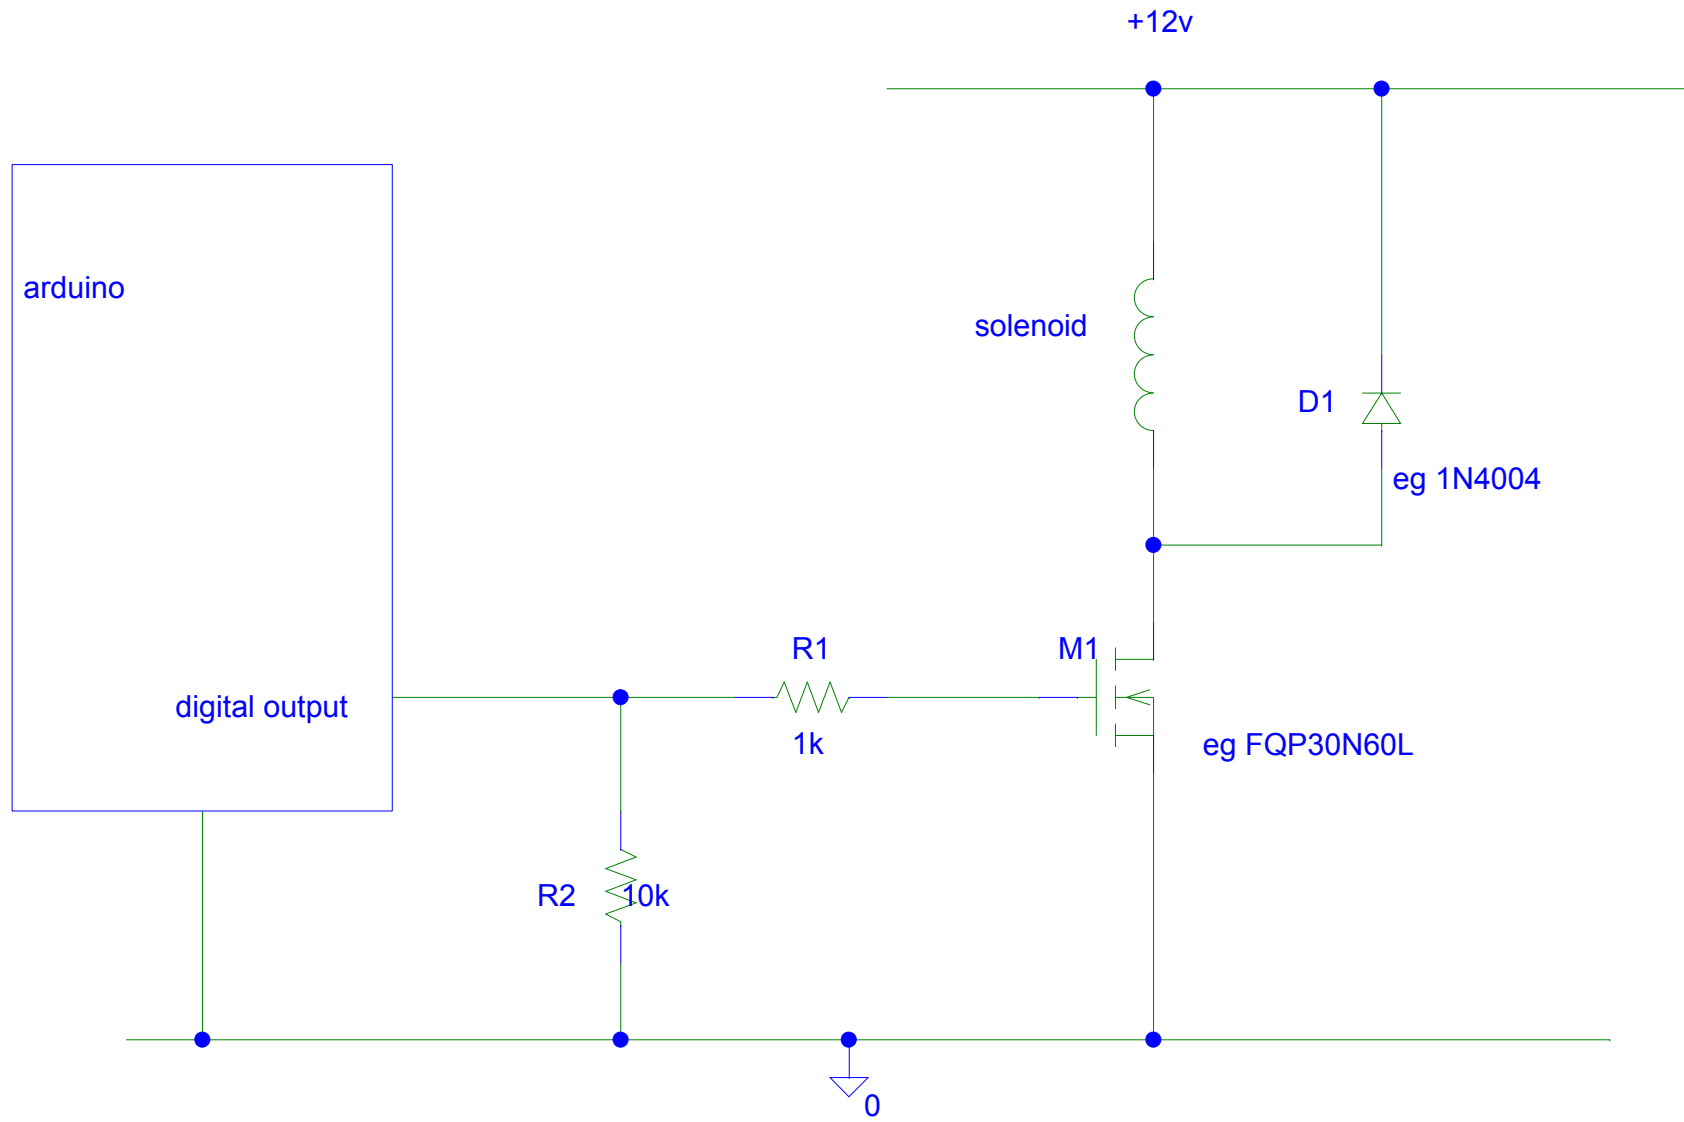 +12v
arduino
solenoid
D1
eg 1N4004
R1
M1
digital output
1k
eg FQP30N60L
R2
10k
0